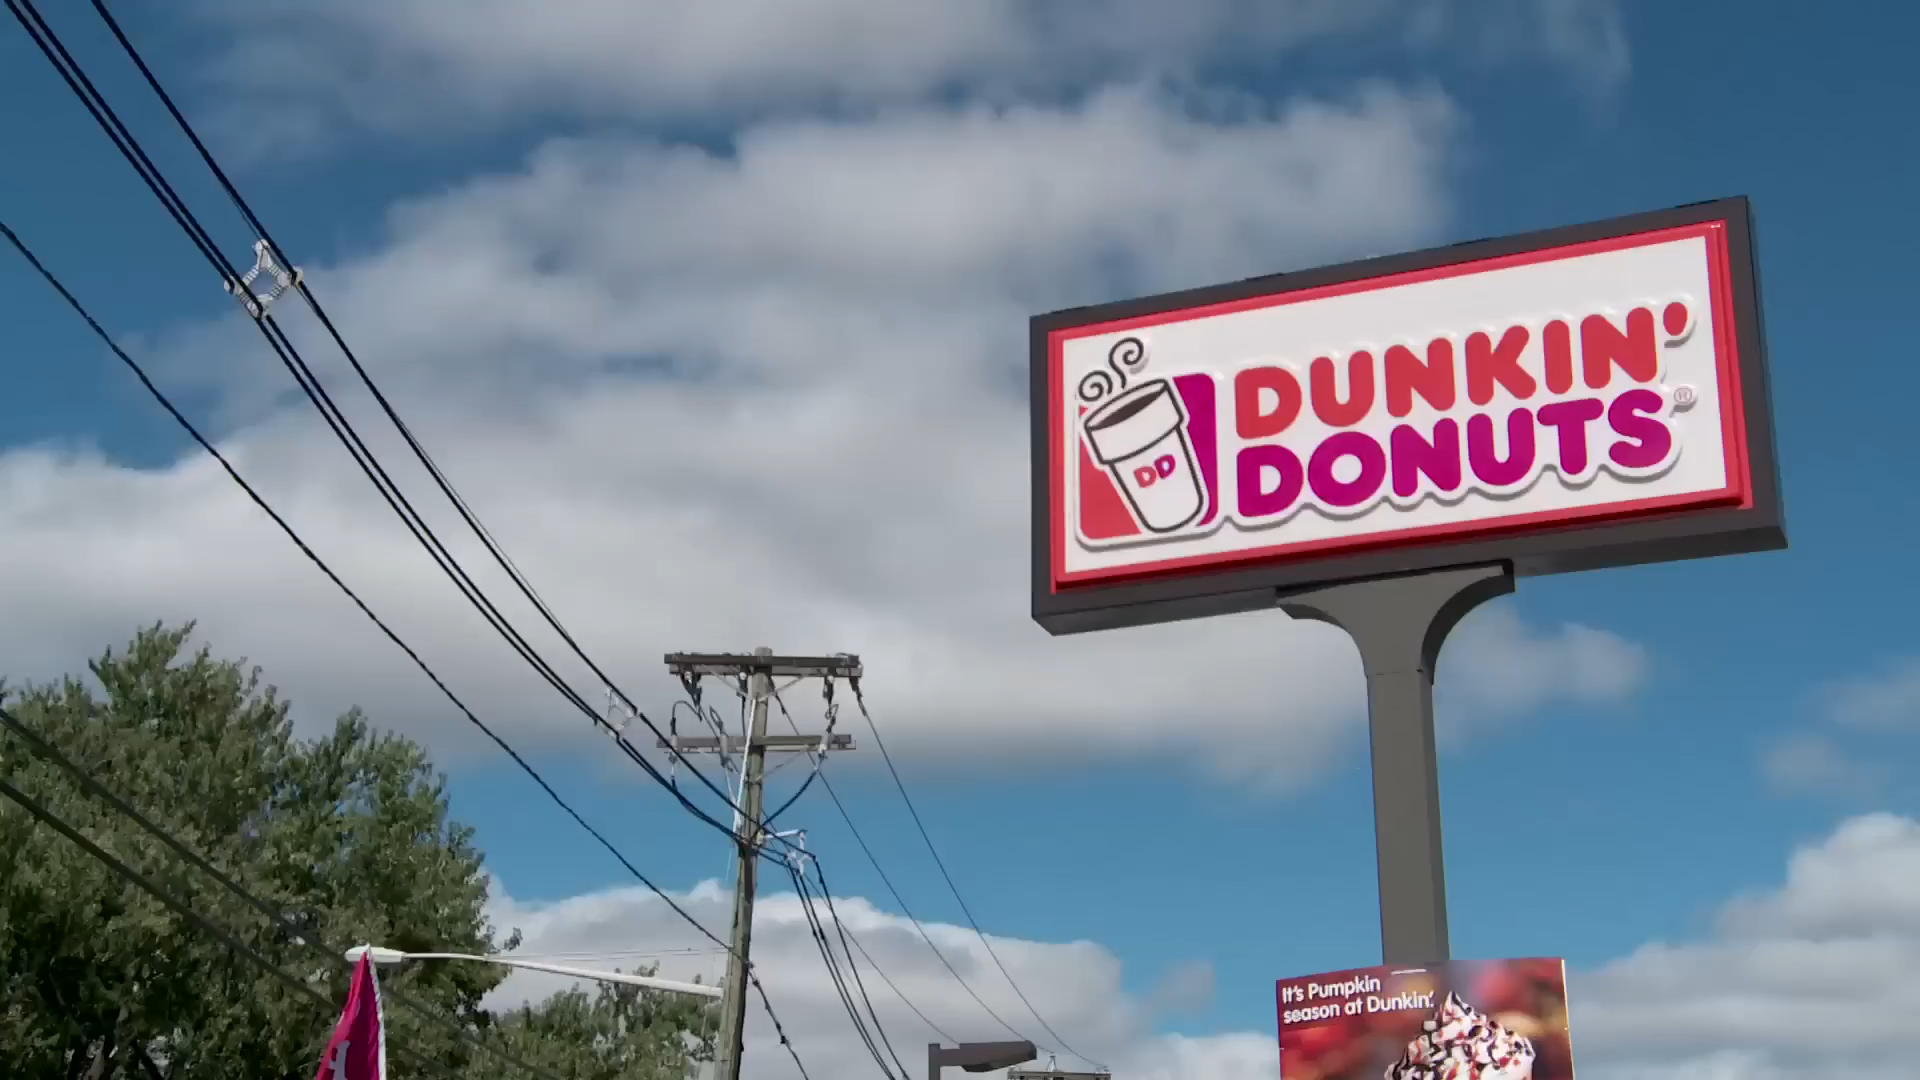 DUNKIN'
DONUTS®
DD
It's Pumpkin
season at Dunkin'.